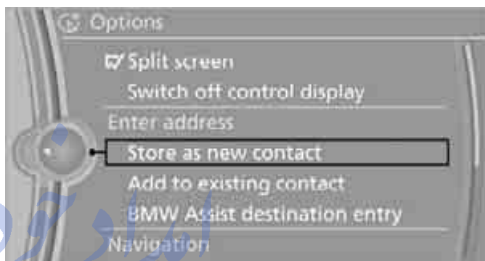 Options
Split screen
Switch off control display
Enter address
Store as new contact
Add to existing contact
BMW Assist destination entry
Navigation